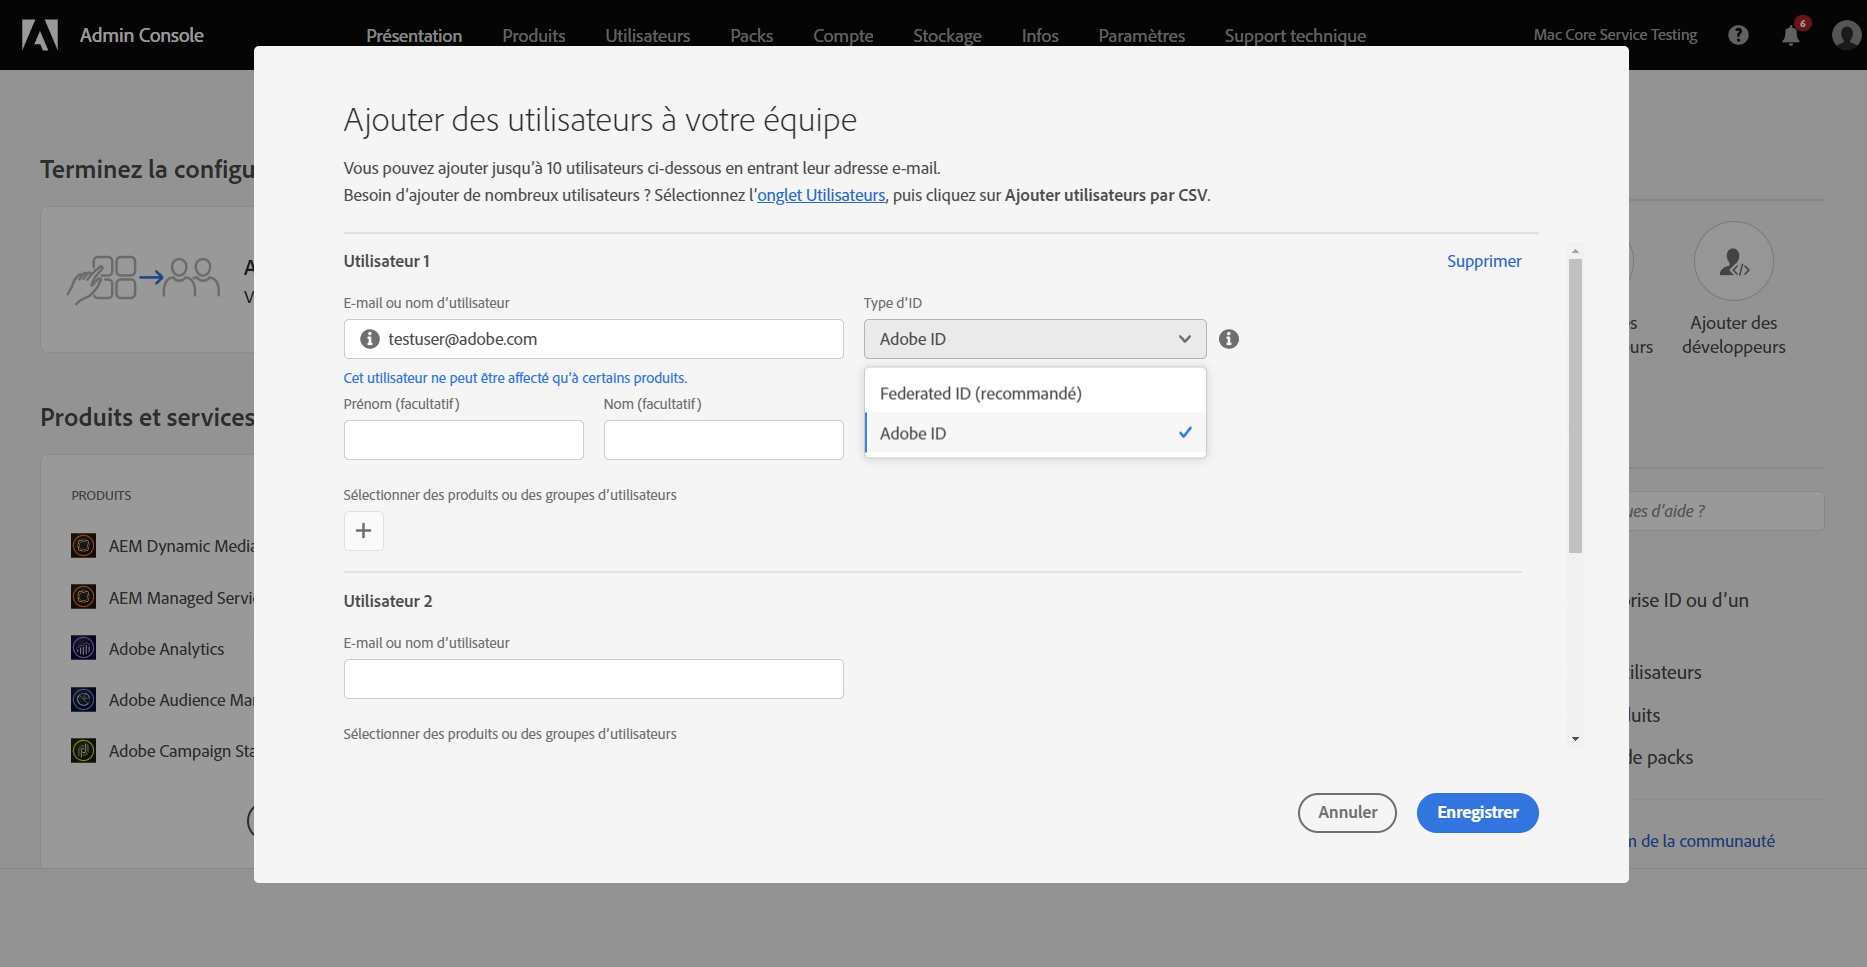 Admin Console
Présentation
Produits
Utilisateurs
Packs
Compte
Stockage
Infos
Paramètres
Support technique
Mac Core Service Testing
6
Ajouter des utilisateurs à votre équipe
Vous pouvez ajouter jusqu’à 10 utilisateurs ci-dessous en entrant leur adresse e-mail.
Besoin d’ajouter de nombreux utilisateurs ? Sélectionnez l’onglet Utilisateurs, puis cliquez sur Ajouter utilisateurs par CSV.
Terminez la configu
Utilisateur 1
Supprimer
E-mail ou nom d’utilisateur
Type d’ID
testuser@adobe.com
Adobe ID
Cet utilisateur ne peut être affecté qu’à certains produits.
Federated ID (recommandé)
Adobe ID
Prénom (facultatif)
Nom (facultatif)
Sélectionner des produits ou des groupes d’utilisateurs
Utilisateur 2
E-mail ou nom d’utilisateur
Sélectionner des produits ou des groupes d’utilisateurs
Annuler
Enregistrer
Ajouter des
développeurs
Produits et services
PRODUITS
AEM Dynamic Media
AEM Managed Servi
Adobe Analytics
Adobe Audience Ma
Adobe Campaign Sta
ues d’aide ?
rise ID ou d’un
ilisateurs
uits
de packs
n de la communauté